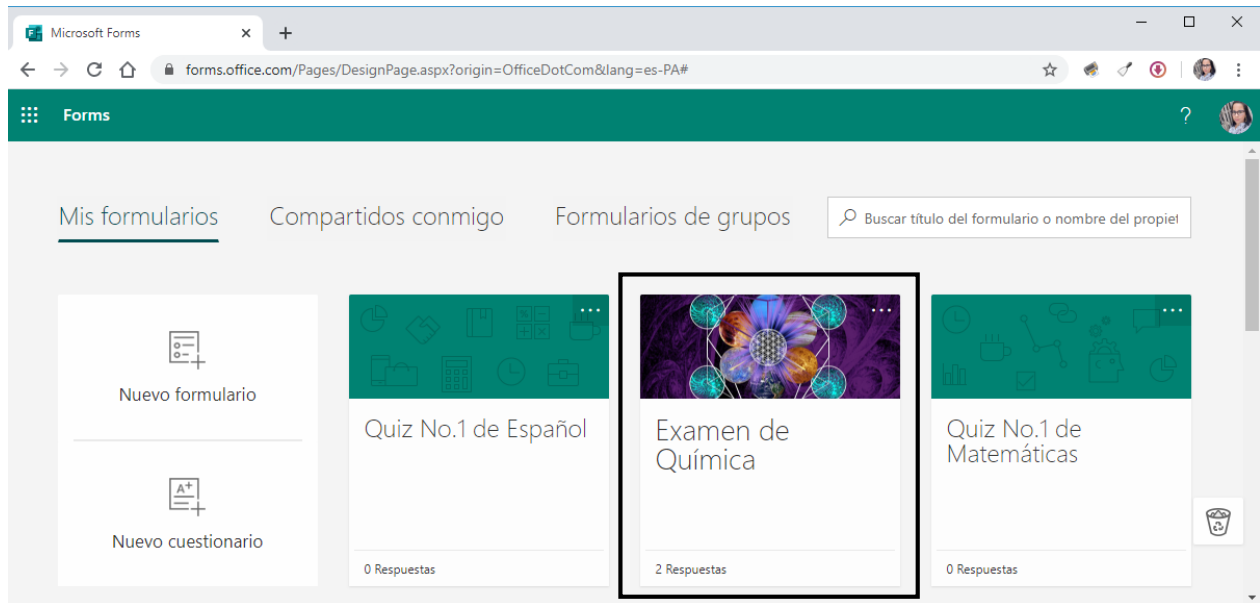 Microsoft Forms
forms.office.com/Pages/DesignPage.aspx?origin=OfficeDotCom&lang=es-PA#
Forms
?
Mis formularios Compartidos conmigo Formularios de grupos Buscar título del formulario o nombre del propiet
Nuevo formulario
Nuevo cuestionario
Quiz No.1 de Español
0 Respuestas
Examen de
Química
2 Respuestas
Quiz No.1 de
Matemáticas
0 Respuestas